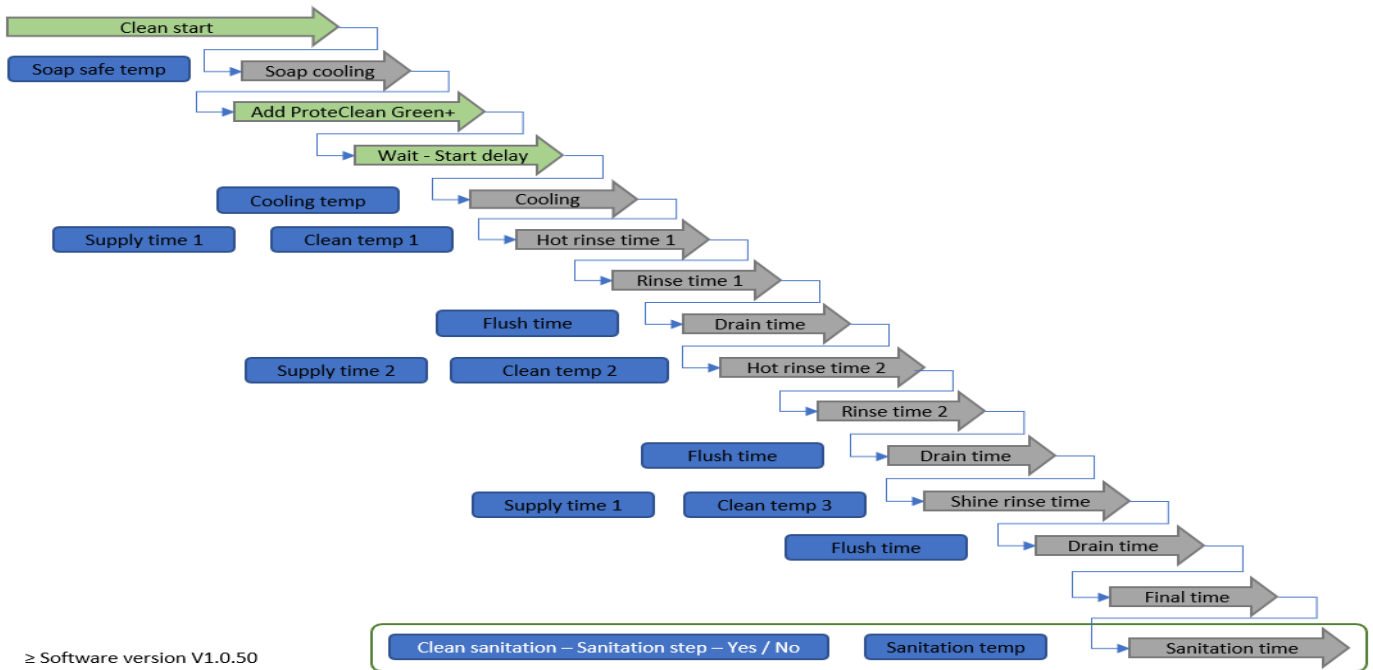 Clean start
Soap safe temp
Soap cooling
Add ProteClean Green+
Wait - Start delay
Cooling temp
Cooling
Supply time 1
Clean temp 1
Hot rinse time 1
Rinse time 1
Flush time
Drain time
Supply time 2
Clean temp 2
Hot rinse time 2
Rinse time 2
Flush time
Drain time
Supply time 1
Clean temp 3
Shine rinse time
Flush time
Drain time
Final time
Clean sanitation – Sanitation step – Yes / No
Sanitation temp
Sanitation time
≥ Software version V1.0.50